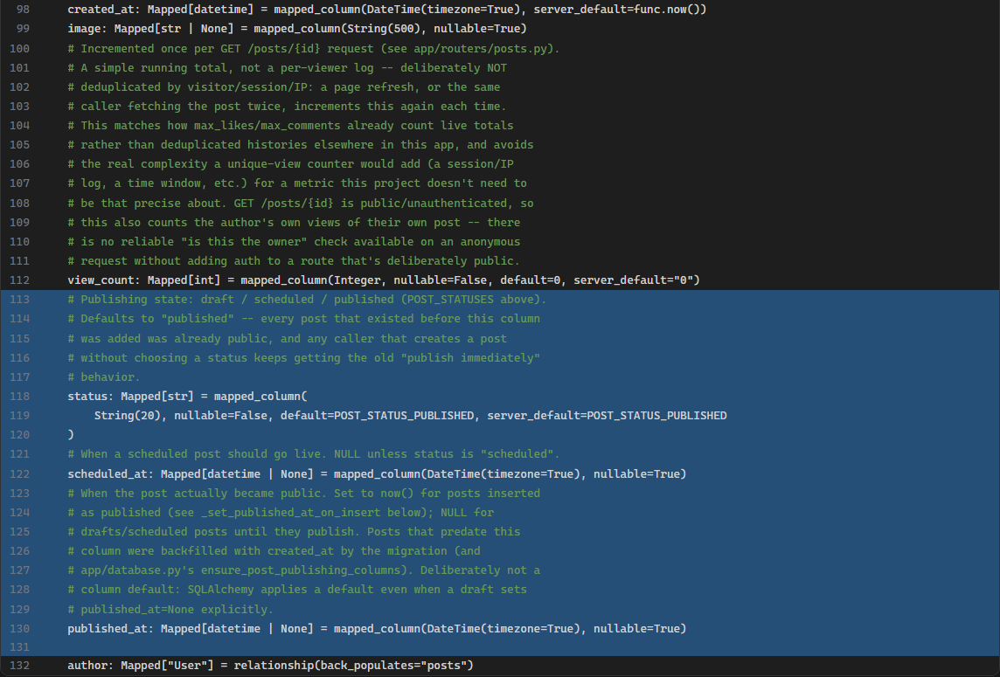 98 created_at: Mapped[datetime] = mapped_column(DateTime(timezone=True), server_default=func.now())
99 image: Mapped[str | None] = mapped_column(String(500), nullable=True)
100 # Incremented once per GET /posts/{id} request (see app/routers/posts.py).
101 # A simple running total, not a per-viewer log -- deliberately NOT
102 # deduplicated by visitor/session/IP: a page refresh, or the same
103 # caller fetching the post twice, increments this again each time.
104 # This matches how max_likes/max_comments already count live totals
105 # rather than deduplicated histories elsewhere in this app, and avoids
106 # the real complexity a unique-view counter would add (a session/IP
107 # log, a time window, etc.) for a metric this project doesn't need to
108 # be that precise about. GET /posts/{id} is public/unauthenticated, so
109 # this also counts the author's own views of their own post -- there
110 # is no reliable "is this the owner" check available on an anonymous
111 # request without adding auth to a route that's deliberately public.
112 view_count: Mapped[int] = mapped_column(Integer, nullable=False, default=0, server_default="0")
113 # Publishing state: draft / scheduled / published (POST_STATUSES above).
114 # Defaults to "published" -- every post that existed before this column
115 # was added was already public, and any caller that creates a post
116 # without choosing a status keeps getting the old "publish immediately"
117 # behavior.
118 status: Mapped[str] = mapped_column(
119 String(20), nullable=False, default=POST_STATUS_PUBLISHED, server_default=POST_STATUS_PUBLISHED
120 )
121 # When a scheduled post should go live. NULL unless status is "scheduled".
122 scheduled_at: Mapped[datetime | None] = mapped_column(DateTime(timezone=True), nullable=True)
123 # When the post actually became public. Set to now() for posts inserted
124 # as published (see _set_published_at_on_insert below); NULL for
125 # drafts/scheduled posts until they publish. Posts that predate this
126 # column were backfilled with created_at by the migration (and
127 # app/database.py's ensure_post_publishing_columns). Deliberately not a
128 # column default: SQLAlchemy applies a default even when a draft sets
129 # published_at=None explicitly.
130 published_at: Mapped[datetime | None] = mapped_column(DateTime(timezone=True), nullable=True)
131
132 author: Mapped["User"] = relationship(back_populates="posts")